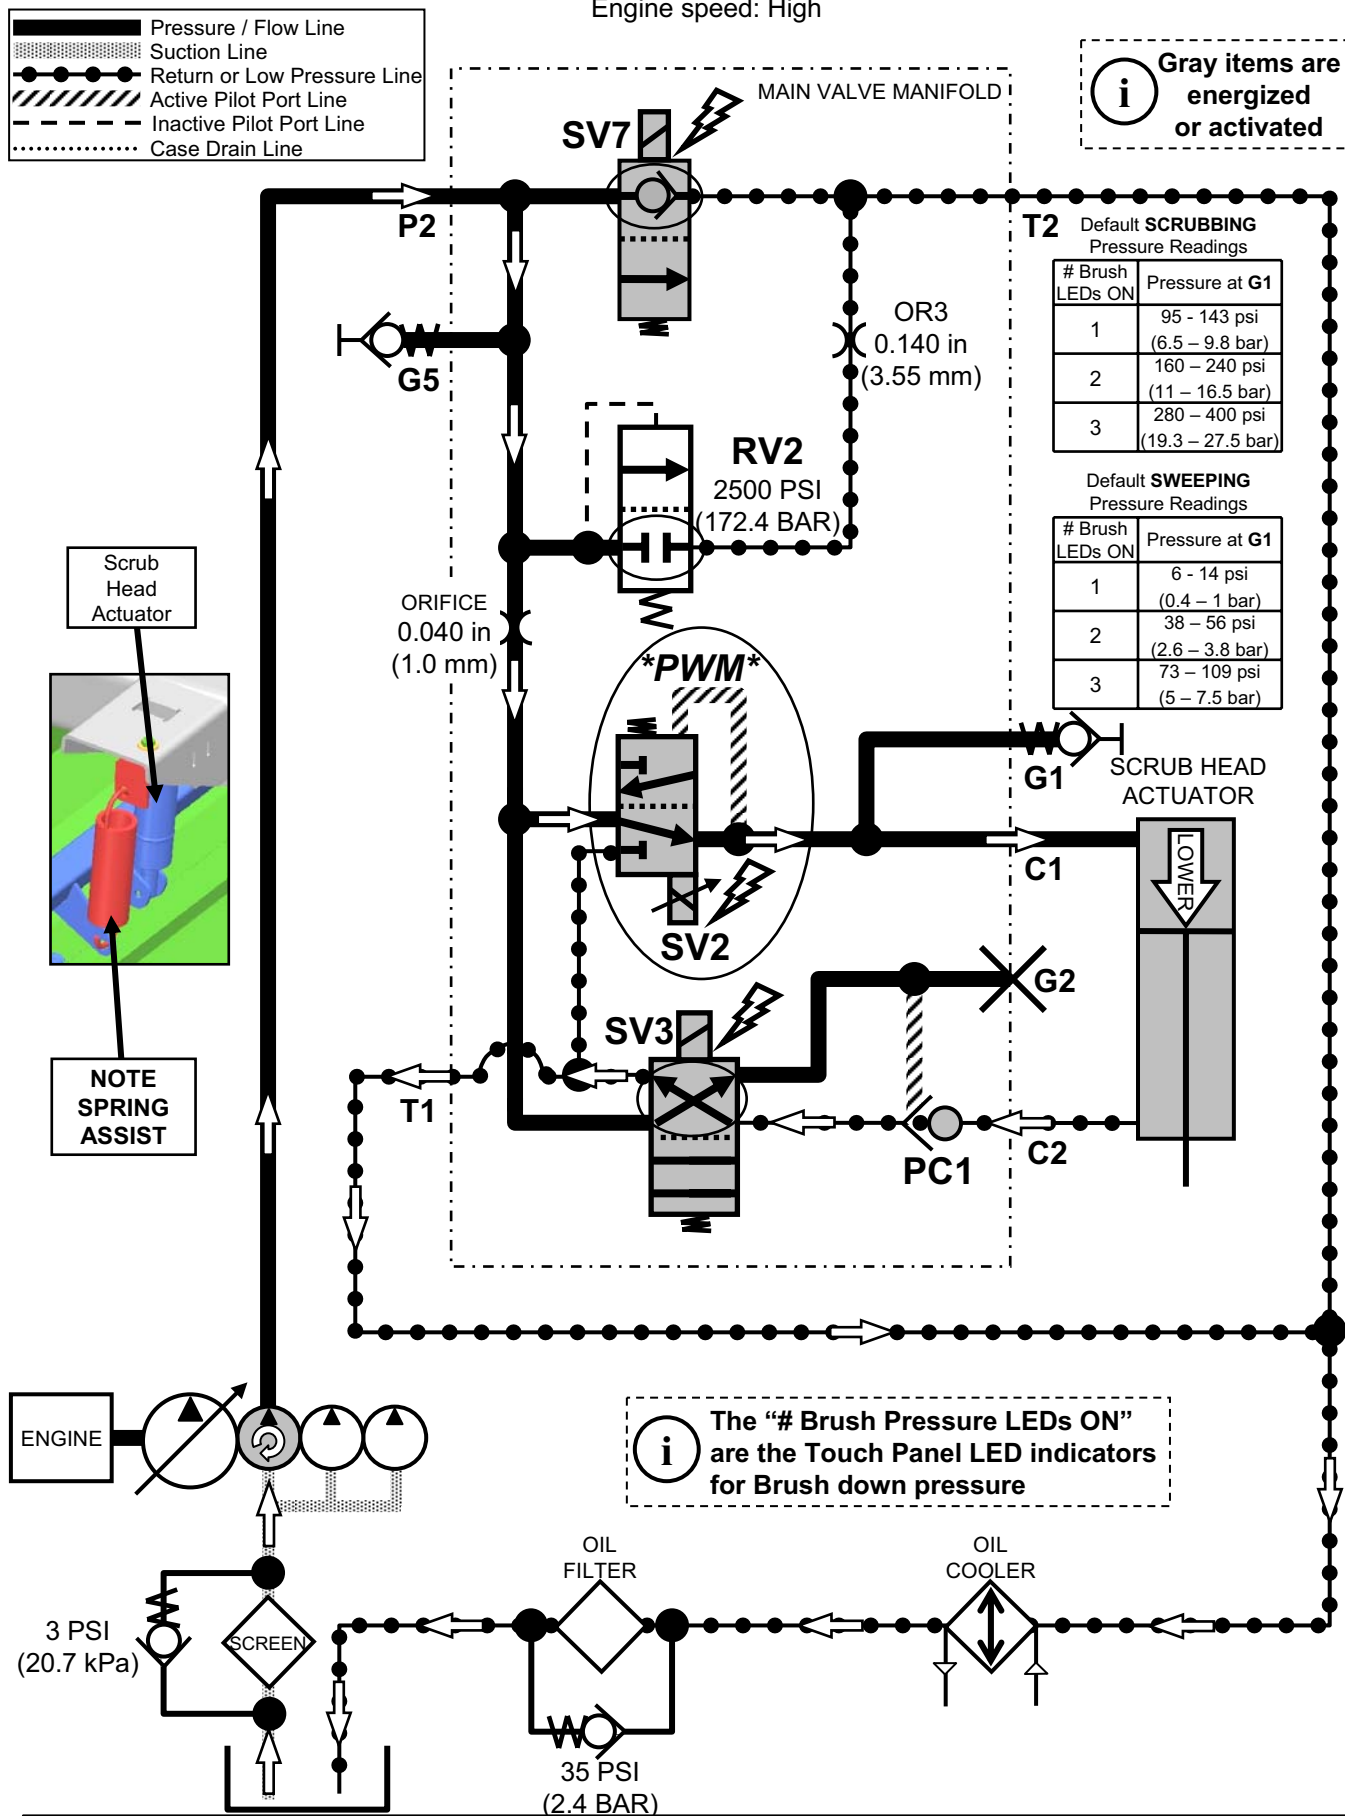 Engine speed: High
Pressure / Flow Line
Suction Line
Return or Low Pressure Line
Active Pilot Port Line
Inactive Pilot Port Line
Case Drain Line
MAIN VALVE MANIFOLD
i
Gray items are
energized
or activated
SV7
P2
T2
Default SCRUBBING
Pressure Readings
# Brush
LEDs ON
Pressure at G1
1
95 - 143 psi
(6.5 – 9.8 bar)
2
160 – 240 psi
(11 – 16.5 bar)
3
280 – 400 psi
(19.3 – 27.5 bar)
OR3
0.140 in
(3.55 mm)
G5
RV2
2500 PSI
(172.4 BAR)
Default SWEEPING
Pressure Readings
# Brush
LEDs ON
Pressure at G1
1
6 - 14 psi
(0.4 – 1 bar)
2
38 – 56 psi
(2.6 – 3.8 bar)
3
73 – 109 psi
(5 – 7.5 bar)
Scrub
Head
Actuator
ORIFICE
0.040 in
(1.0 mm)
*PWM*
G1
SCRUB HEAD
ACTUATOR
LOWER
C1
SV2
G2
SV3
NOTE
SPRING
ASSIST
T1
PC1
C2
ENGINE
i
The “# Brush Pressure LEDs ON”
are the Touch Panel LED indicators
for Brush down pressure
OIL
FILTER
OIL
COOLER
3 PSI
(20.7 kPa)
SCREEN
35 PSI
(2.4 BAR)